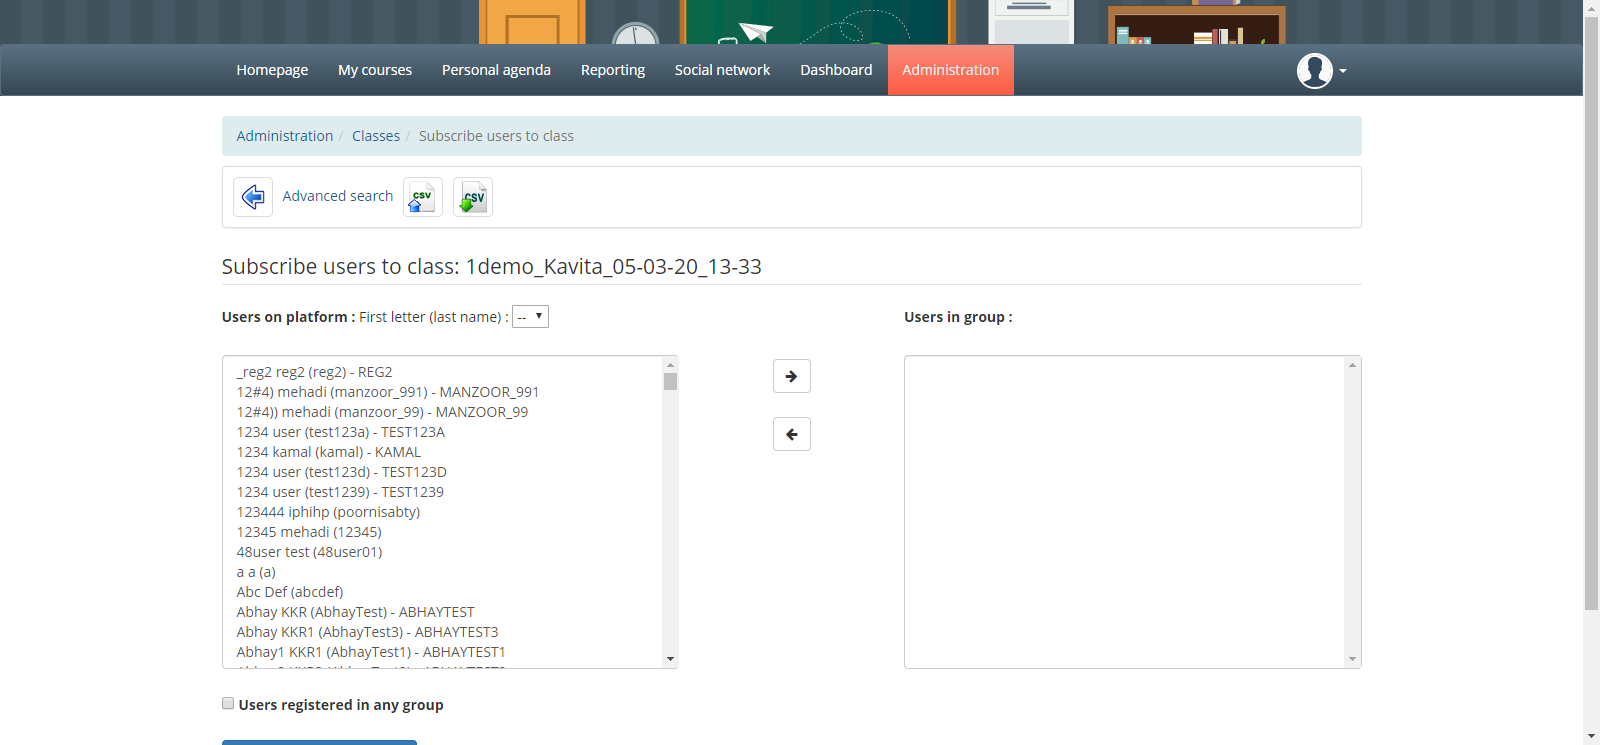 Homepage My courses Personal agenda Reporting Social network Dashboard Administration
Administration / Classes / Subscribe users to class
Advanced search CSV CSV
Subscribe users to class: 1demo_Kavita_05-03-20_13-33
Users on platform : First letter (last name) : --
Users in group :
_reg2 reg2 (reg2) - REG2
12#4) mehadi (manzoor_991) - MANZOOR_991
12#4)) mehadi (manzoor_99) - MANZOOR_99
1234 user (test123a) - TEST123A
1234 kamal (kamal) - KAMAL
1234 user (test123d) - TEST123D
1234 user (test1239) - TEST1239
123444 iphihp (poornisabty)
12345 mehadi (12345)
48user test (48user01)
a a (a)
Abc Def (abcdef)
Abhay KKR (AbhayTest) - ABHAYTEST
Abhay KKR1 (AbhayTest3) - ABHAYTEST3
Abhay1 KKR1 (AbhayTest1) - ABHAYTEST1
Users registered in any group